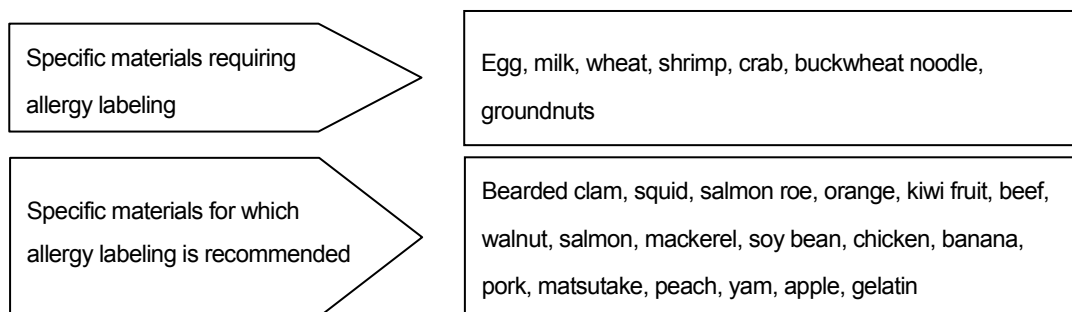 Specific materials requiring
allergy labeling
Egg, milk, wheat, shrimp, crab, buckwheat noodle,
groundnuts
Specific materials for which
allergy labeling is recommended
Bearded clam, squid, salmon roe, orange, kiwi fruit, beef,
walnut, salmon, mackerel, soy bean, chicken, banana,
pork, matsutake, peach, yam, apple, gelatin